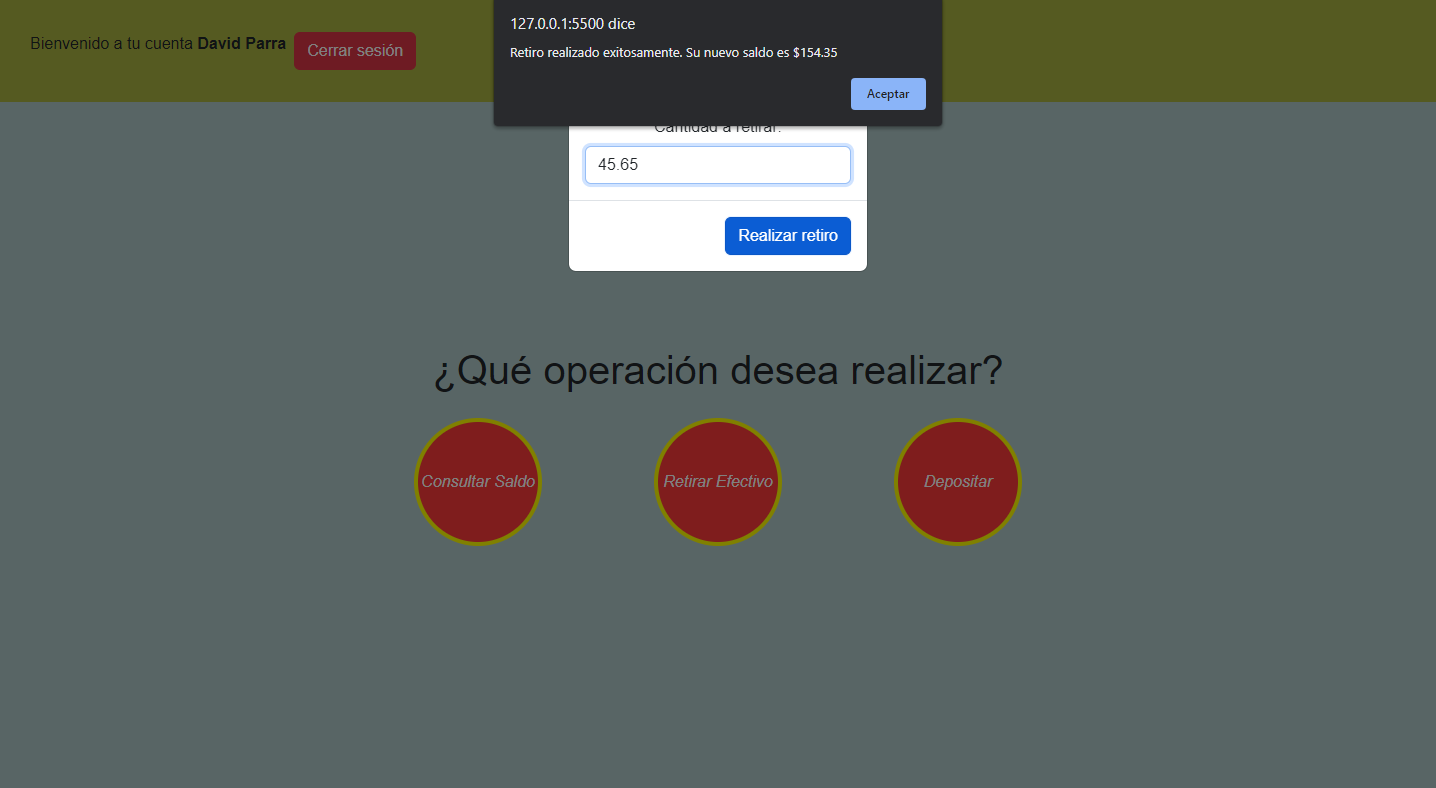 127.0.0.1:5500 dice
Retiro realizado exitosamente. Su nuevo saldo es $154.35
Aceptar
Bienvenido a tu cuenta David Parra
Cerrar sesión
Cantidad a retirar:
45.65
Realizar retiro
¿Qué operación desea realizar?
Consultar Saldo
Retirar Efectivo
Depositar